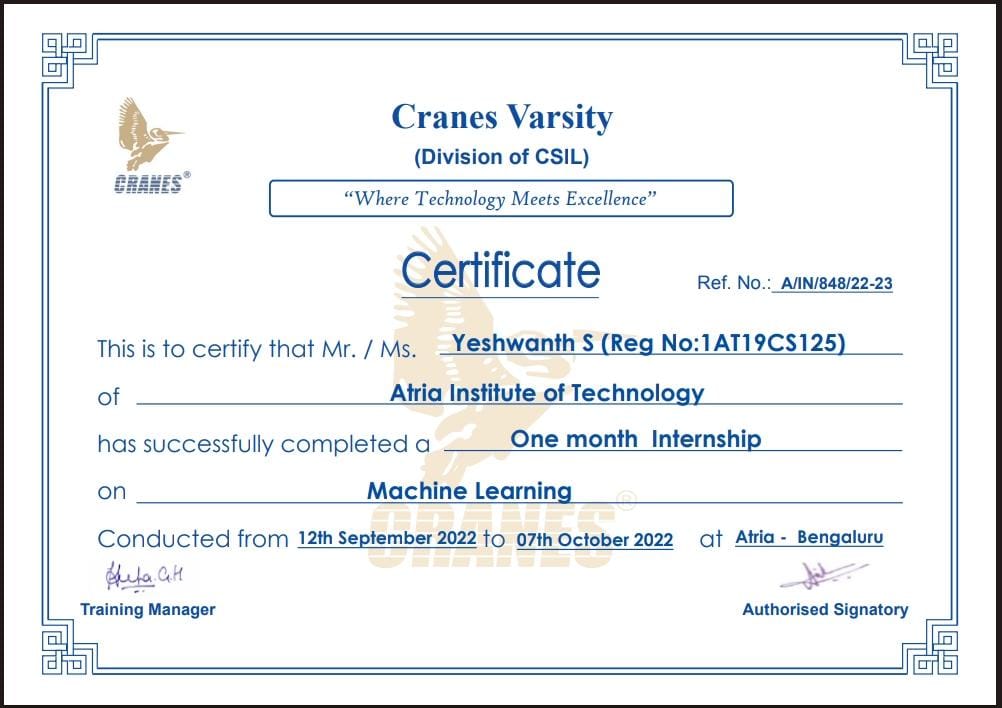 CRANES®
Cranes Varsity
(Division of CSIL)
“Where Technology Meets Excellence”
Certificate
Ref. No.: A/IN/848/22-23
This is to certify that Mr. / Ms. Yeshwanth S (Reg No:1AT19CS125)
of Atria Institute of Technology
has successfully completed a One month Internship
on Machine Learning
CRANES®
Conducted from 12th September 2022 to 07th October 2022 at Atria - Bengaluru
Training Manager
Authorised Signatory